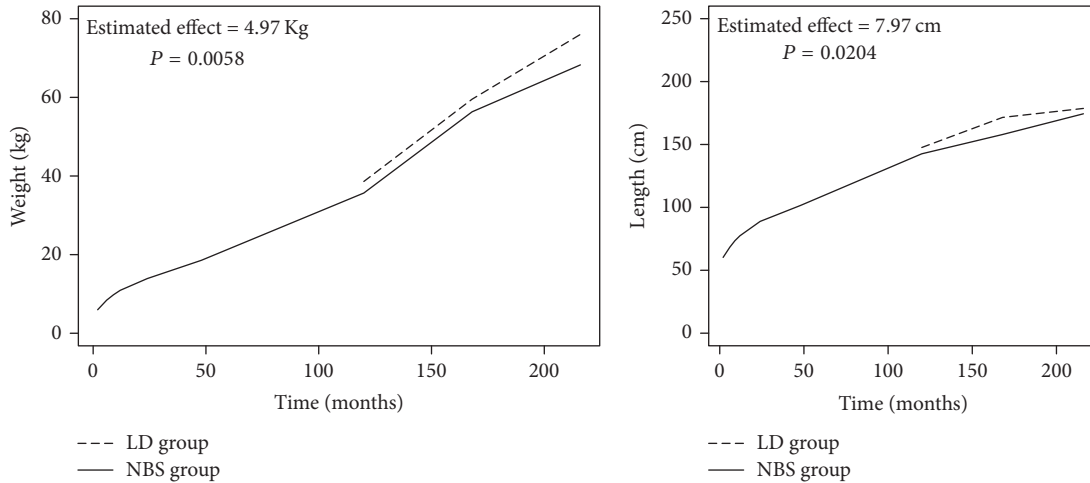 Estimated effect = 4.97 Kg
P = 0.0058
80
60
40
20
0
Weight (kg)
0 50 100 150 200
Time (months)
LD group
NBS group
Estimated effect = 7.97 cm
P = 0.0204
250
200
150
100
50
0
Length (cm)
0 50 100 150 200
Time (months)
LD group
NBS group